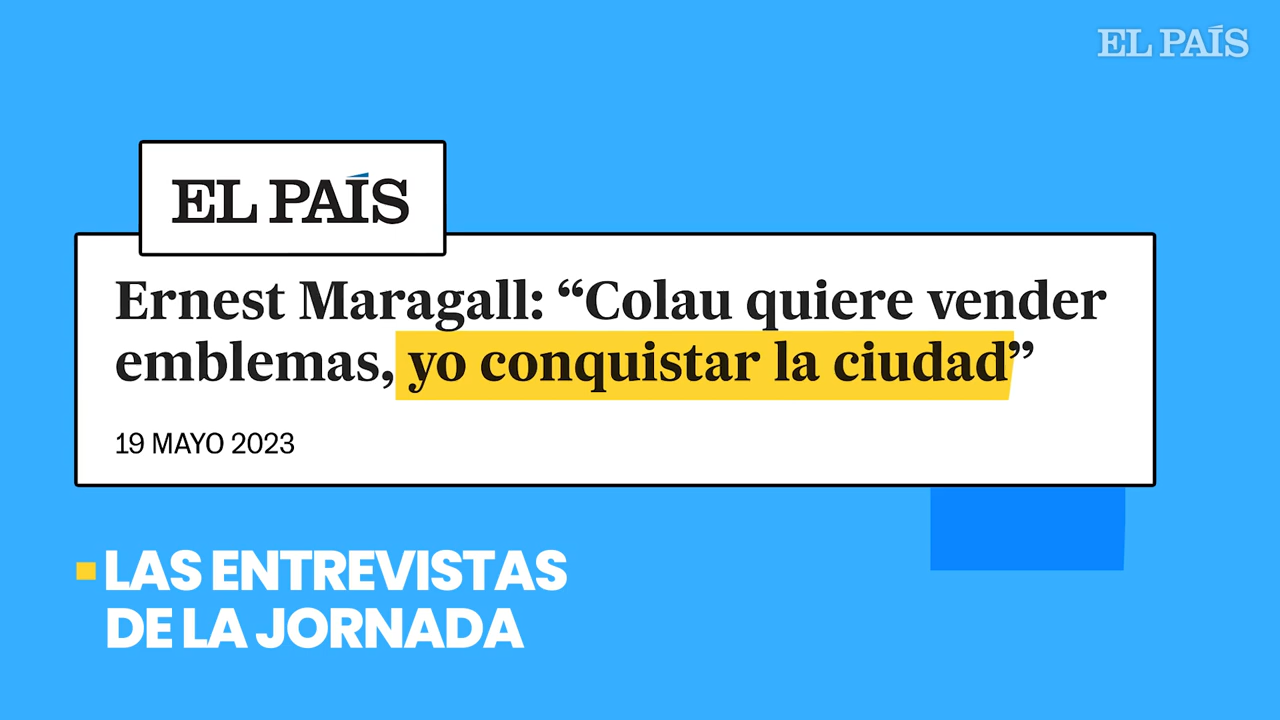 EL PAÍS
EL PAÍS
Ernest Maragall: “Colau quiere vender
emblemas, yo conquistar la ciudad”
19 MAYO 2023
LAS ENTREVISTAS
DE LA JORNADA